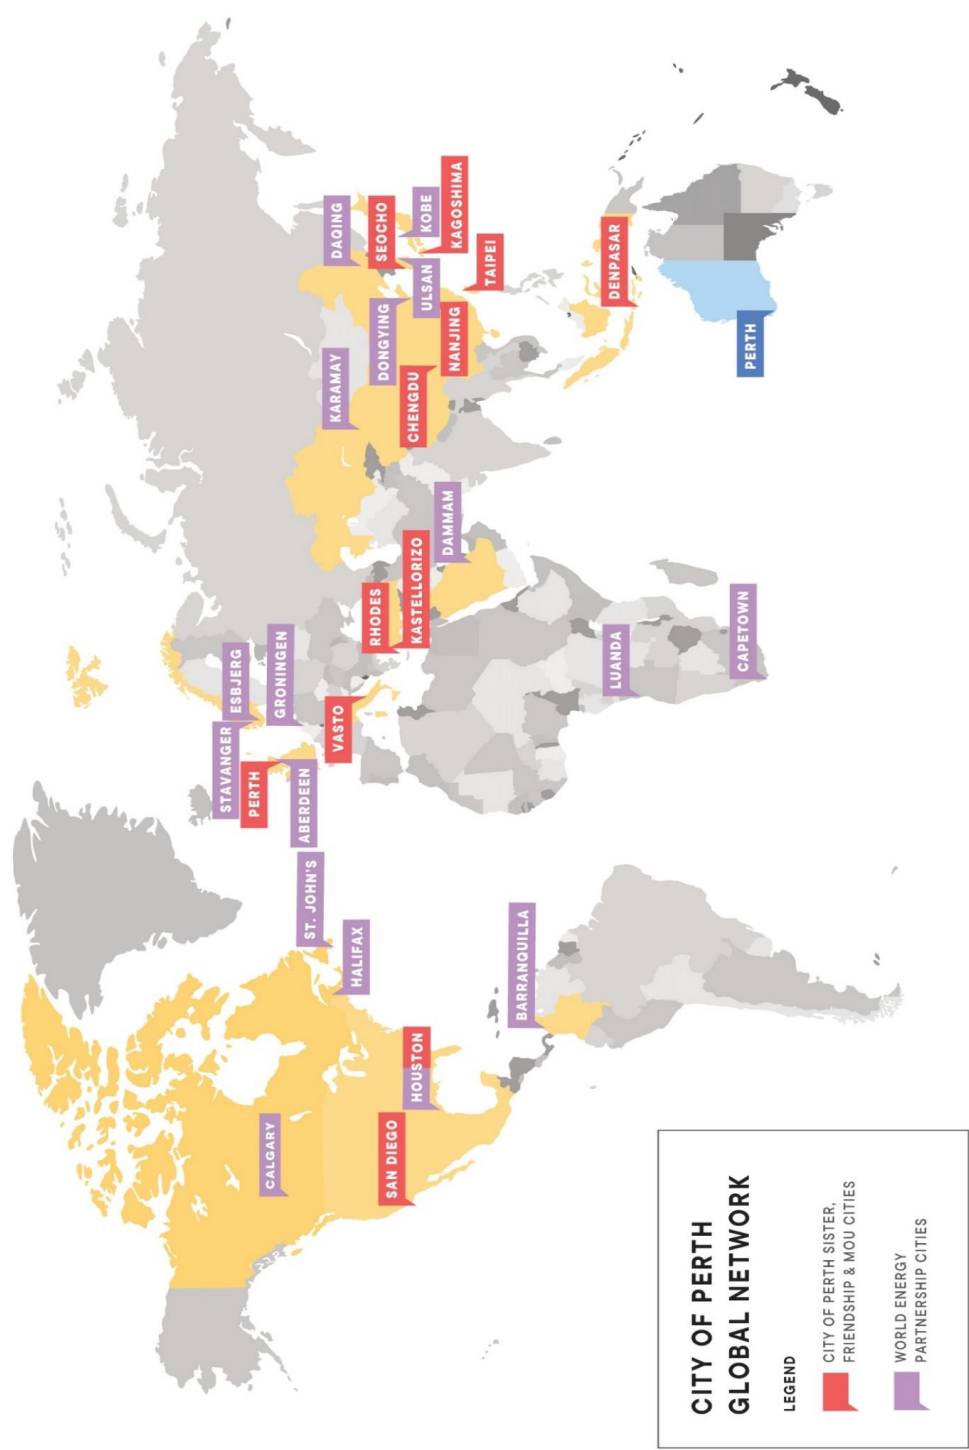 CITY OF PERTH
GLOBAL NETWORK
LEGEND
CITY OF PERTH SISTER,
FRIENDSHIP & MOU CITIES
WORLD ENERGY
PARTNERSHIP CITIES
CALGARY
SAN DIEGO
HOUSTON
HALIFAX
ST. JOHN'S
BARRANQUILLA
STAVANGER
PERTH
ABERDEEN
ESBJERG
GRONINGEN
VASTO
RHODES
KASTELLORIZO
DAMMAM
LUANDA
CAPETOWN
KARAMAY
DAQING
DONGYING
SEOCHO
CHENGDU
ULSAN
KOBE
NANJING
KAGOSHIMA
TAIPEI
DENPASAR
PERTH